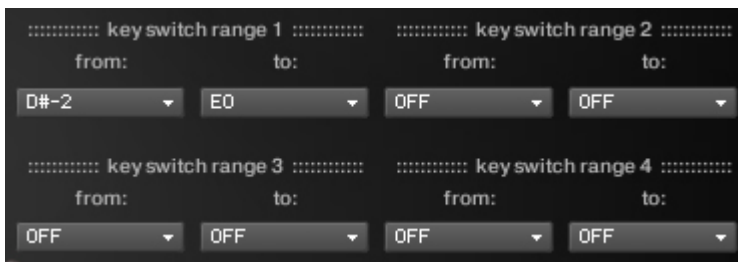 :::::::::::: key switch range 1 :::::::::::: :::::::::::: key switch range 2 ::::::::::::
from: to: from: to:
D#-2 E0 OFF OFF
:::::::::::: key switch range 3 :::::::::::: :::::::::::: key switch range 4 ::::::::::::
from: to: from: to:
OFF OFF OFF OFF